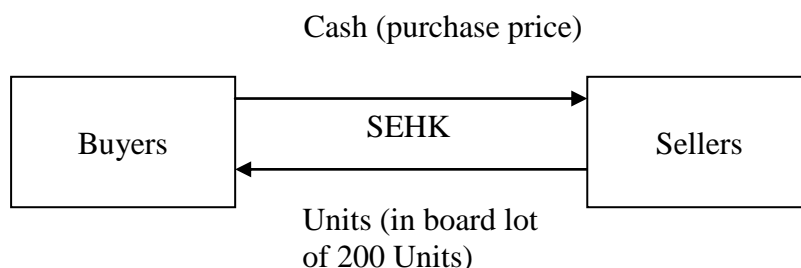 Cash (purchase price)
Buyers
SEHK
Sellers
Units (in board lot
of 200 Units)